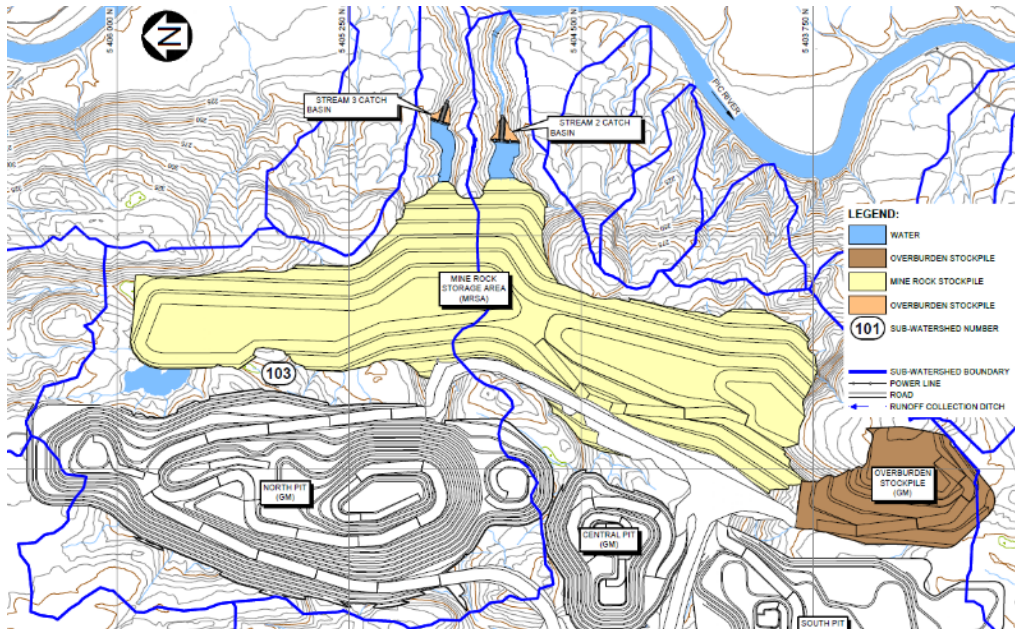 5 406 000 N
5 405 250 N
5 404 500 N
5 403 750 N
N
PIC RIVER
STREAM 3 CATCH
BASIN
STREAM 2 CATCH
BASIN
MINE ROCK
STORAGE AREA
(MRSA)
103
NORTH PIT
(GM)
CENTRAL PIT
(GM)
SOUTH PIT
OVERBURDEN
STOCKPILE
(GM)
LEGEND:
WATER
OVERBURDEN STOCKPILE
MINE ROCK STOCKPILE
OVERBURDEN STOCKPILE
101 SUB-WATERSHED NUMBER
SUB-WATERSHED BOUNDARY
POWER LINE
ROAD
RUNOFF COLLECTION DITCH